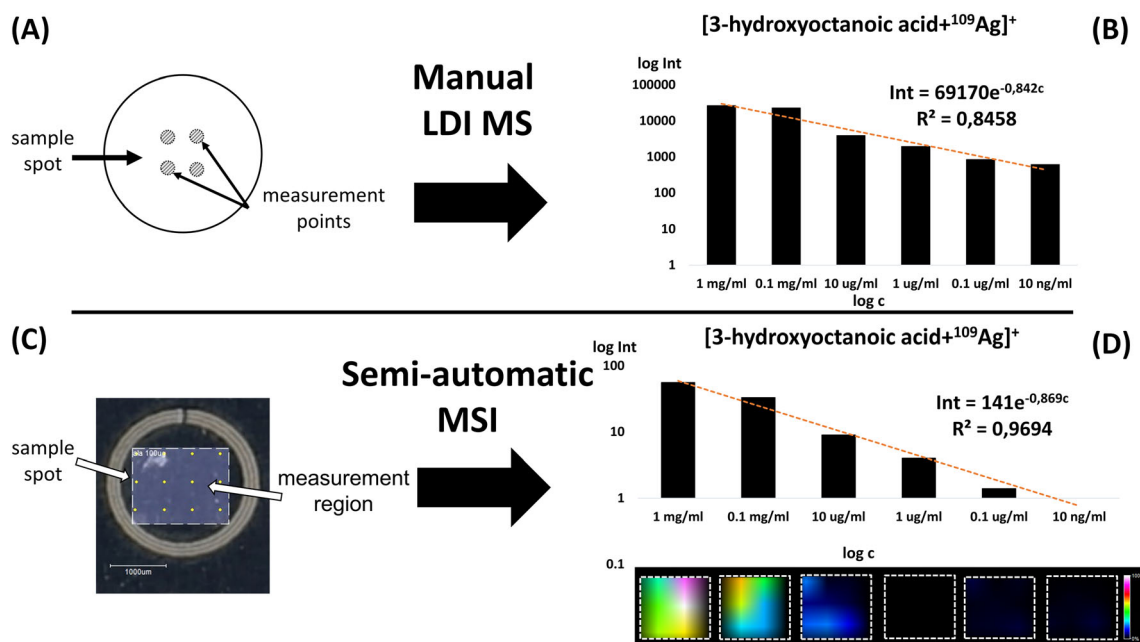 (A)
sample
spot
measurement
points
Manual
LDI MS
[3-hydroxyoctanoic acid+¹⁰⁹Ag]⁺
(B)
log Int
100000
10000
1000
100
10
1
Int = 69170e⁻⁰,⁸⁴²ᶜ
R² = 0,8458
1 mg/ml 0.1 mg/ml 10 ug/ml 1 ug/ml 0.1 ug/ml 10 ng/ml
log c
(C)
sample
spot
100um
1000um
measurement
region
Semi-automatic
MSI
[3-hydroxyoctanoic acid+¹⁰⁹Ag]⁺
(D)
log Int
100
10
1
0.1
Int = 141e⁻⁰,⁸⁶⁹ᶜ
R² = 0,9694
1 mg/ml 0.1 mg/ml 10 ug/ml 1 ug/ml 0.1 ug/ml 10 ng/ml
log c